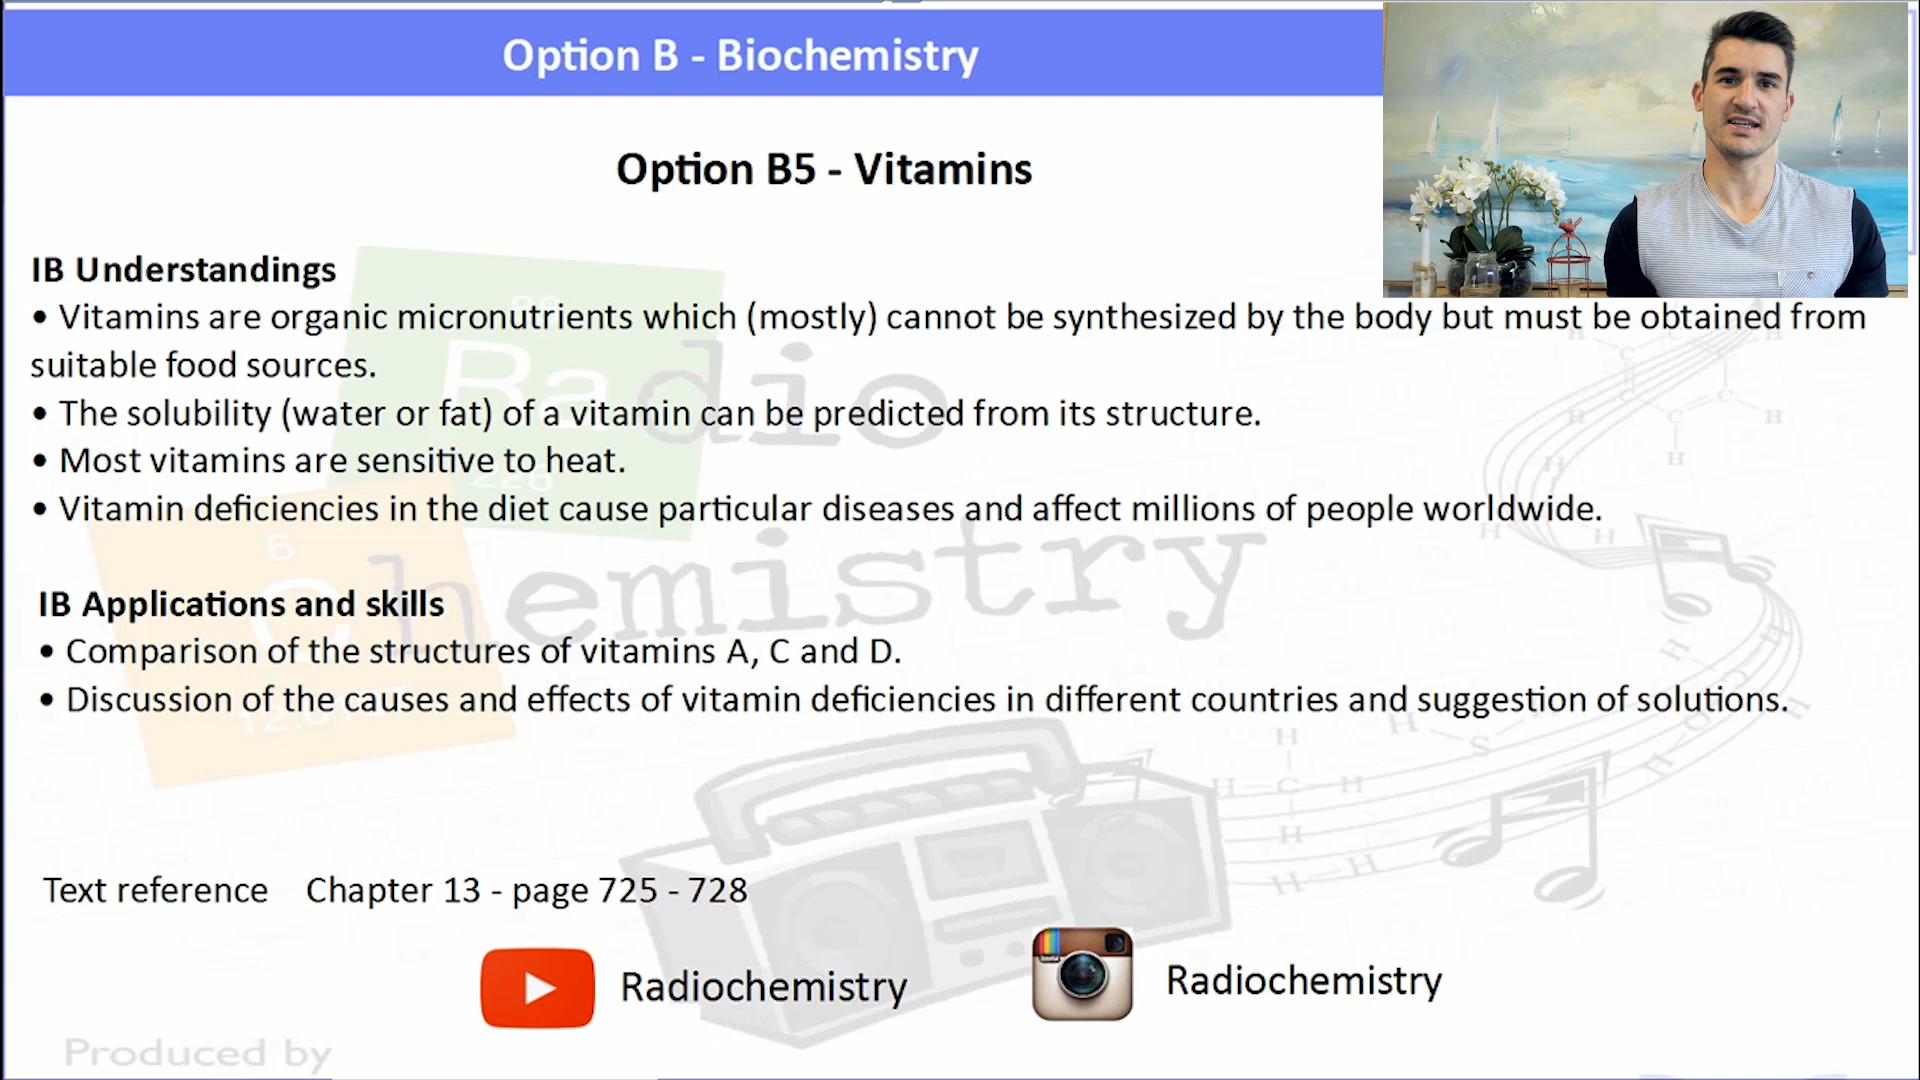 Option B - Biochemistry
Option B5 - Vitamins
IB Understandings
• Vitamins are organic micronutrients which (mostly) cannot be synthesized by the body but must be obtained from
suitable food sources.
• The solubility (water or fat) of a vitamin can be predicted from its structure.
• Most vitamins are sensitive to heat.
• Vitamin deficiencies in the diet cause particular diseases and affect millions of people worldwide.
IB Applications and skills
• Comparison of the structures of vitamins A, C and D.
• Discussion of the causes and effects of vitamin deficiencies in different countries and suggestion of solutions.
Radio
Chemistry
Text reference Chapter 13 - page 725 - 728
Radiochemistry
Radiochemistry
Produced by